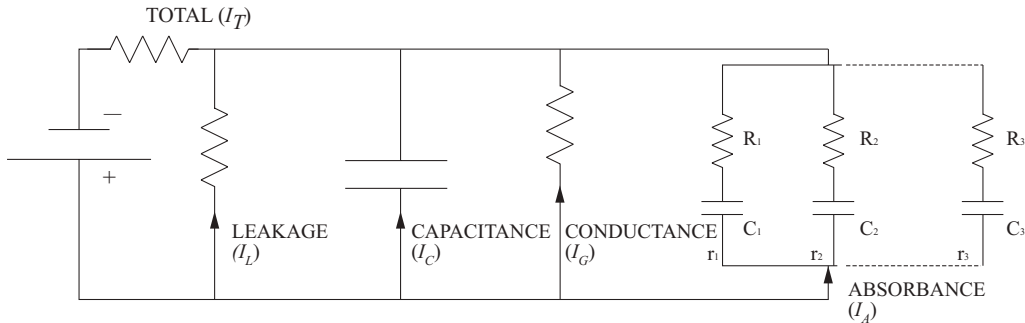 TOTAL (I_T)
−
+
LEAKAGE
(I_L)
CAPACITANCE
(I_C)
CONDUCTANCE
(I_G)
R₁
R₂
R₃
C₁
C₂
C₃
r₁
r₂
r₃
ABSORBANCE
(I_A)